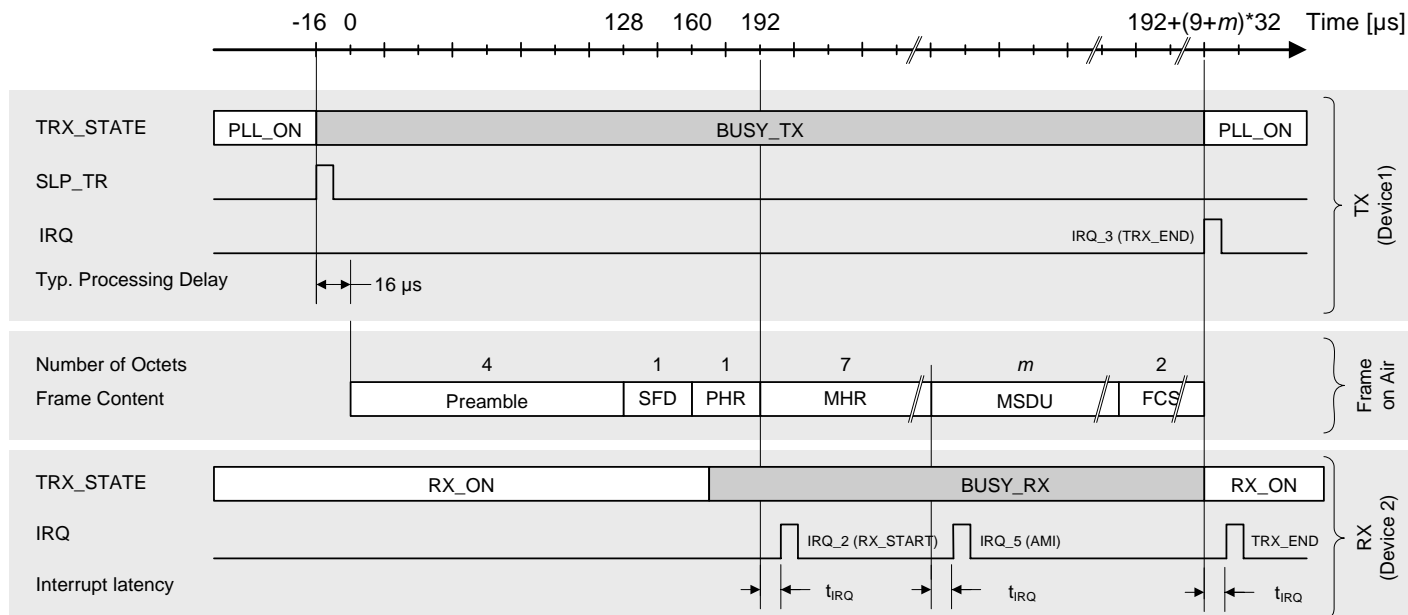 -16 0 128 160 192 192+(9+m)*32 Time [µs]
TRX_STATE PLL_ON BUSY_TX PLL_ON
SLP_TR
IRQ IRQ_3 (TRX_END)
Typ. Processing Delay 16 µs
TX
(Device1)
Number of Octets 4 1 1 7 m 2
Frame Content Preamble SFD PHR MHR MSDU FCS
Frame
on Air
TRX_STATE RX_ON BUSY_RX RX_ON
IRQ IRQ_2 (RX_START) IRQ_5 (AMI) TRX_END
Interrupt latency tIRQ tIRQ tIRQ
RX
(Device 2)